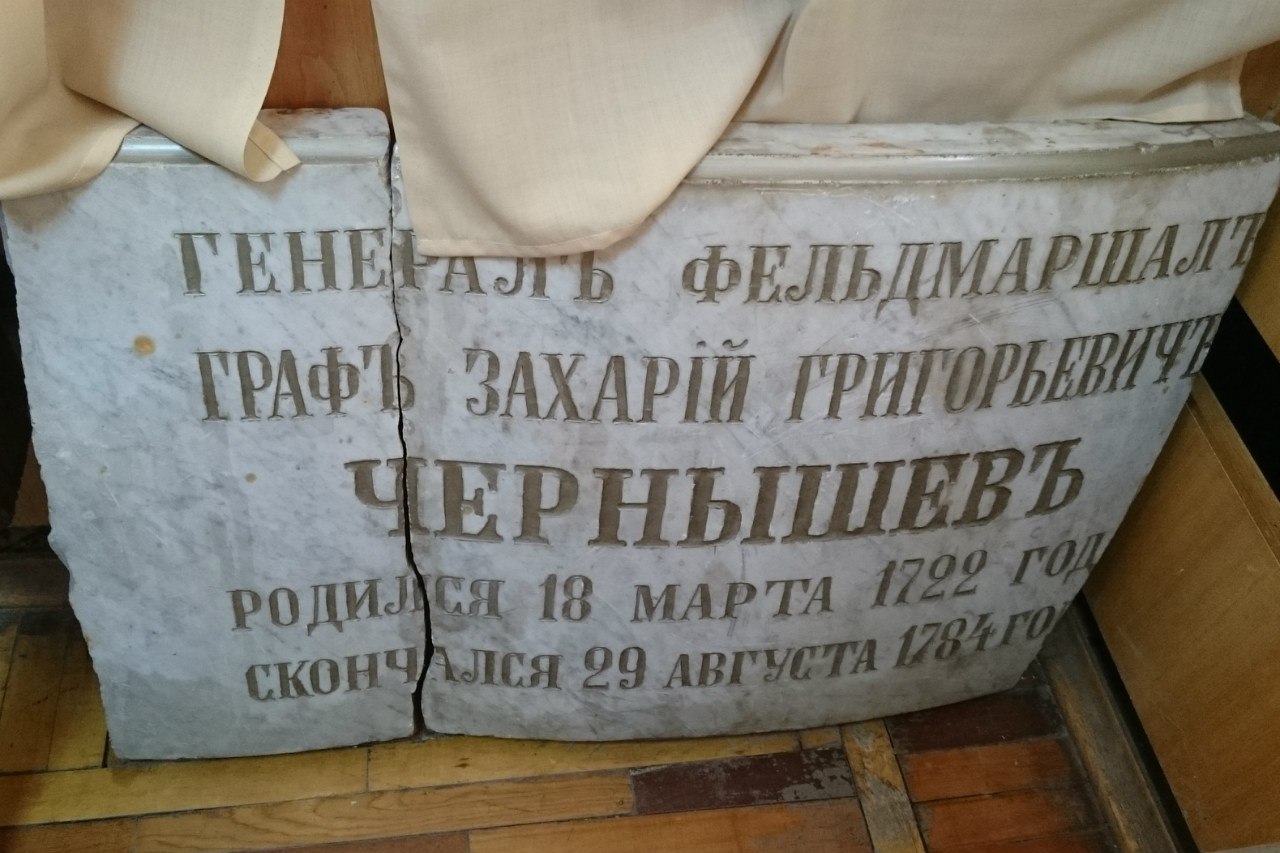 ГЕНЕРАЛЪ ФЕЛЬДМАРШАЛЪ
ГРАФЪ ЗАХАРІЙ ГРИГОРЬЕВИЧЪ
ЧЕРНЫШЕВЪ
РОДИЛСЯ 18 МАРТА 1722 ГОД
СКОНЧАЛСЯ 29 АВГУСТА 1784 ГО